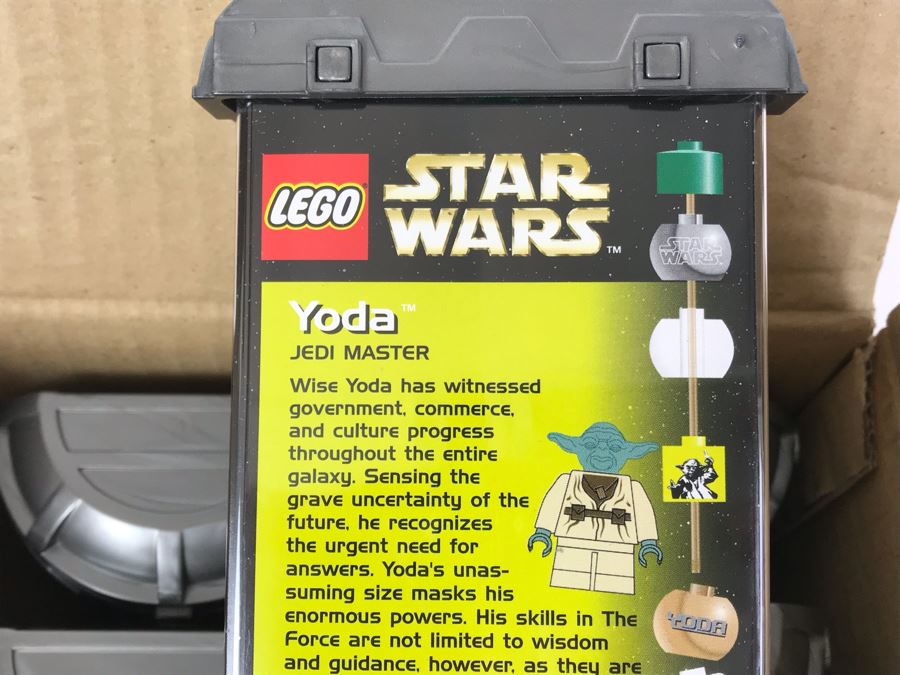 LEGO
STAR
WARS™
STAR
WARS
Yoda™
JEDI MASTER
Wise Yoda has witnessed
government, commerce,
and culture progress
throughout the entire
galaxy. Sensing the
grave uncertainty of the
future, he recognizes
the urgent need for
answers. Yoda's unas-
suming size masks his
enormous powers. His skills in The
Force are not limited to wisdom
and guidance, however, as they are
YODA